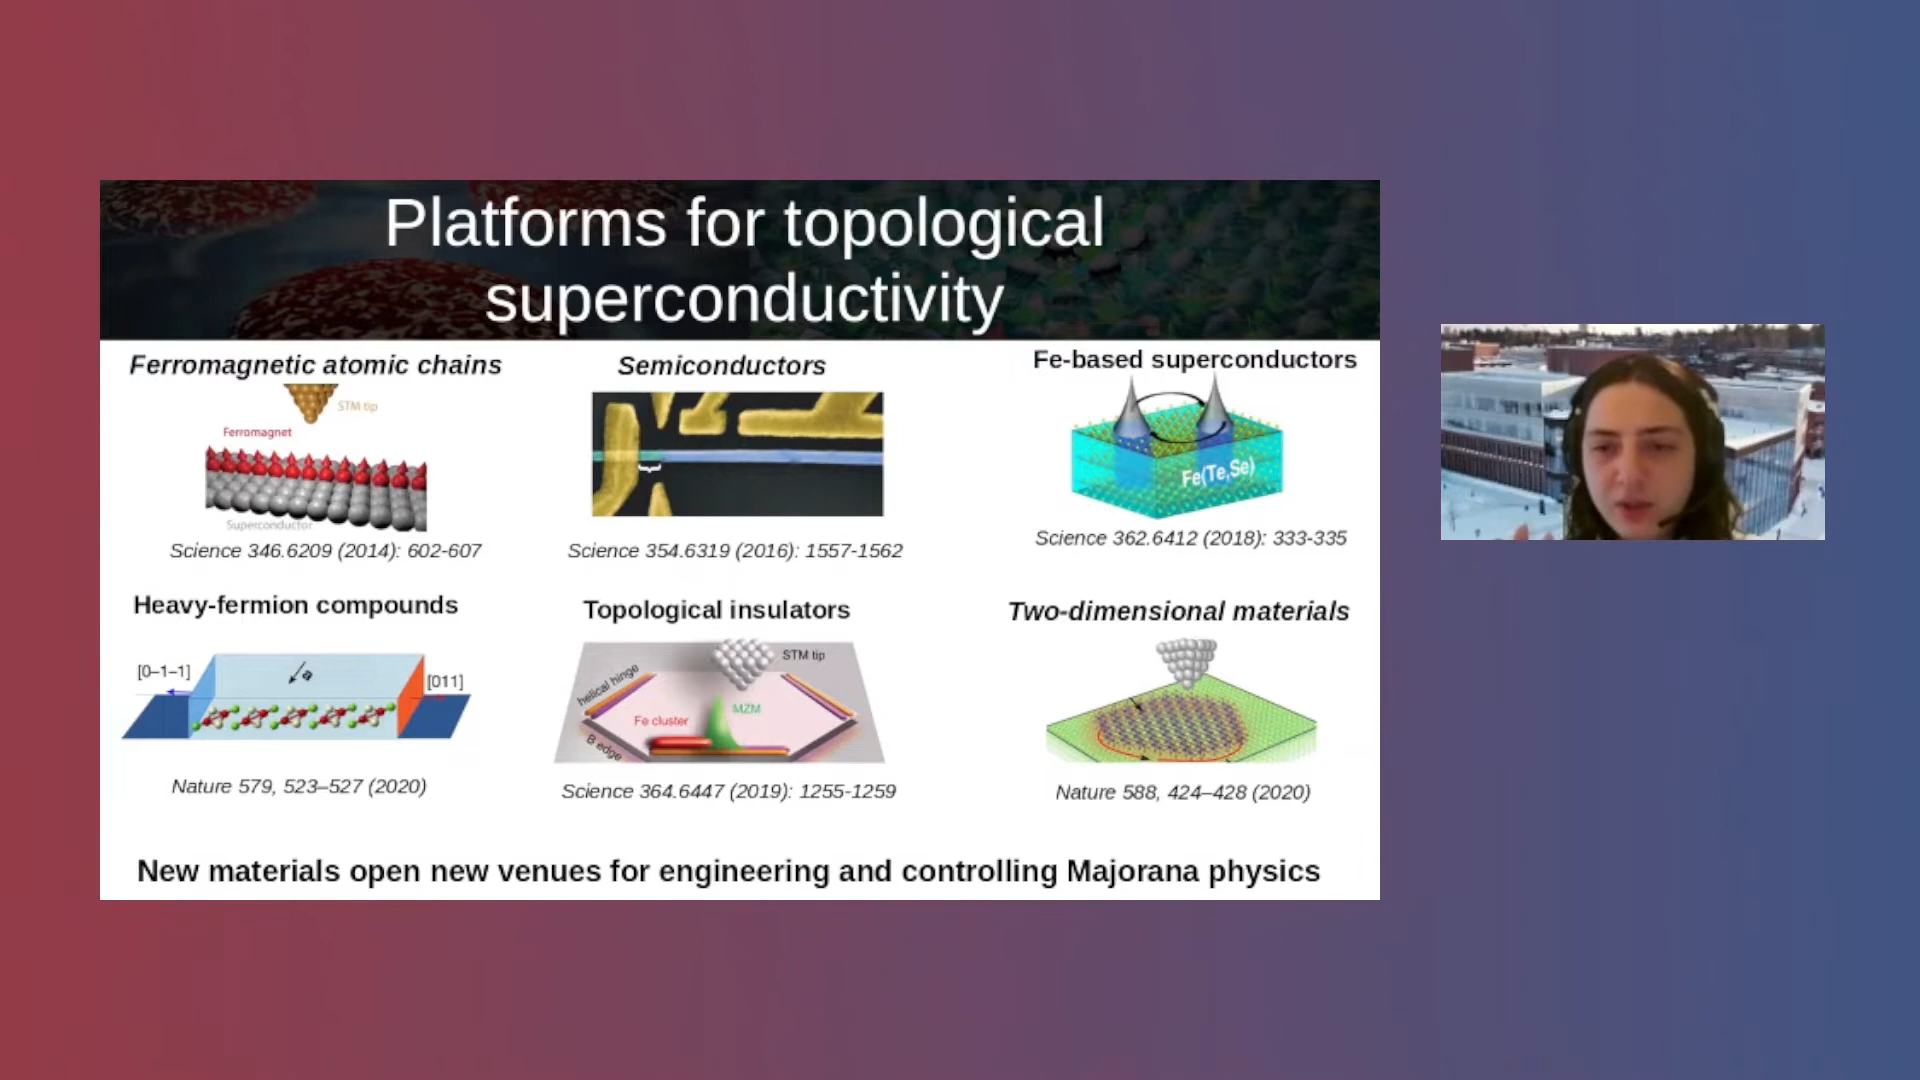 Platforms for topological
superconductivity
Ferromagnetic atomic chains
STM tip
Ferromagnet
Superconductor
Science 346.6209 (2014): 602-607
Semiconductors
Science 354.6319 (2016): 1557-1562
Fe-based superconductors
Fe(Te,Se)
Science 362.6412 (2018): 333-335
Heavy-fermion compounds
[0–1–1]
a
[011]
Nature 579, 523–527 (2020)
Topological insulators
STM tip
helical hinge
MZM
Fe cluster
B edge
Science 364.6447 (2019): 1255-1259
Two-dimensional materials
Nature 588, 424–428 (2020)
New materials open new venues for engineering and controlling Majorana physics